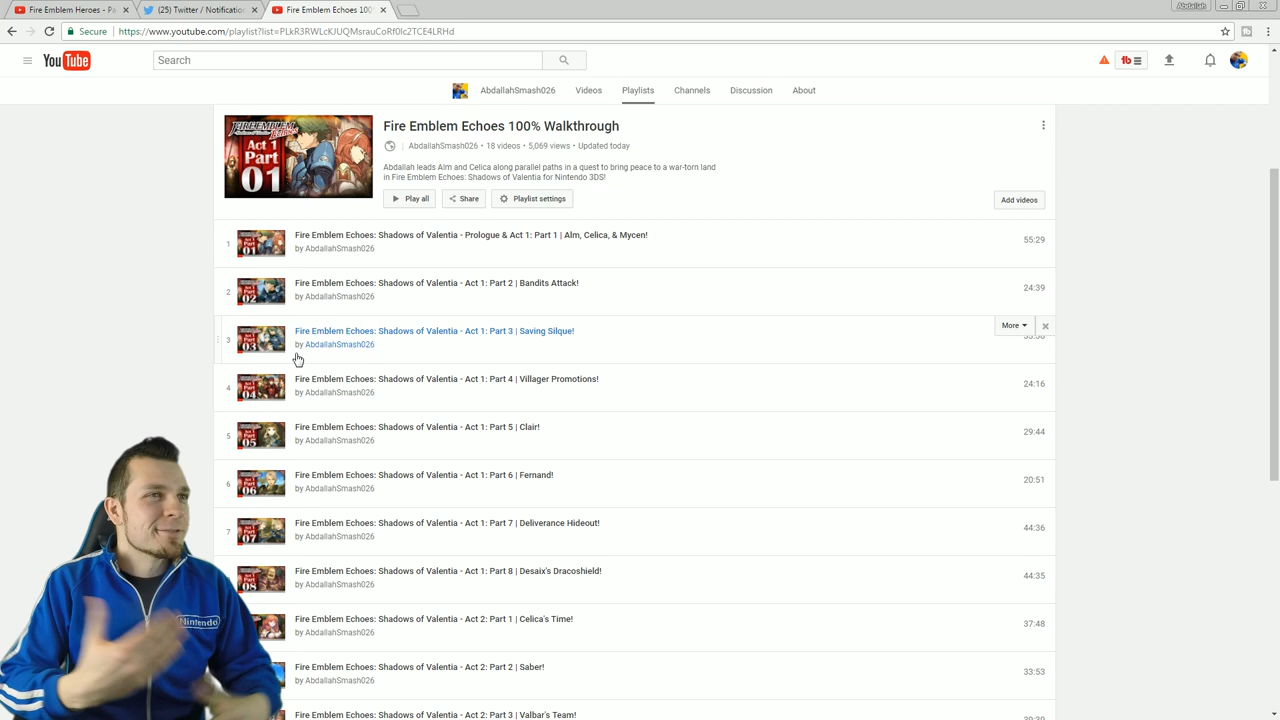 Fire Emblem Heroes - Pa
(25) Twitter / Notification
Fire Emblem Echoes 100%
Abdallah
Secure
https://www.youtube.com/playlist?list=PLkR3RWLcKJUQMsrauCoRf0Ic2TCE4LRHd
YouTube
Search
tb
AbdallahSmash026
Videos
Playlists
Channels
Discussion
About
FIRE EMBLEM
Echoes
Act 1
Part
01
Fire Emblem Echoes 100% Walkthrough
AbdallahSmash026 • 18 videos • 5,069 views • Updated today
Abdallah leads Alm and Celica along parallel paths in a quest to bring peace to a war-torn land
in Fire Emblem Echoes: Shadows of Valentia for Nintendo 3DS!
Play all
Share
Playlist settings
Add videos
1
Fire Emblem Echoes: Shadows of Valentia - Prologue & Act 1: Part 1 | Alm, Celica, & Mycen!
by AbdallahSmash026
55:29
2
Fire Emblem Echoes: Shadows of Valentia - Act 1: Part 2 | Bandits Attack!
by AbdallahSmash026
24:39
3
Fire Emblem Echoes: Shadows of Valentia - Act 1: Part 3 | Saving Silque!
by AbdallahSmash026
More
4
Fire Emblem Echoes: Shadows of Valentia - Act 1: Part 4 | Villager Promotions!
by AbdallahSmash026
24:16
5
Fire Emblem Echoes: Shadows of Valentia - Act 1: Part 5 | Clair!
by AbdallahSmash026
29:44
6
Fire Emblem Echoes: Shadows of Valentia - Act 1: Part 6 | Fernand!
by AbdallahSmash026
20:51
7
Fire Emblem Echoes: Shadows of Valentia - Act 1: Part 7 | Deliverance Hideout!
by AbdallahSmash026
44:36
Fire Emblem Echoes: Shadows of Valentia - Act 1: Part 8 | Desaix's Dracoshield!
by AbdallahSmash026
44:35
Fire Emblem Echoes: Shadows of Valentia - Act 2: Part 1 | Celica's Time!
by AbdallahSmash026
37:48
Fire Emblem Echoes: Shadows of Valentia - Act 2: Part 2 | Saber!
by AbdallahSmash026
33:53
Fire Emblem Echoes: Shadows of Valentia - Act 2: Part 3 | Valbar's Team!
Nintendo